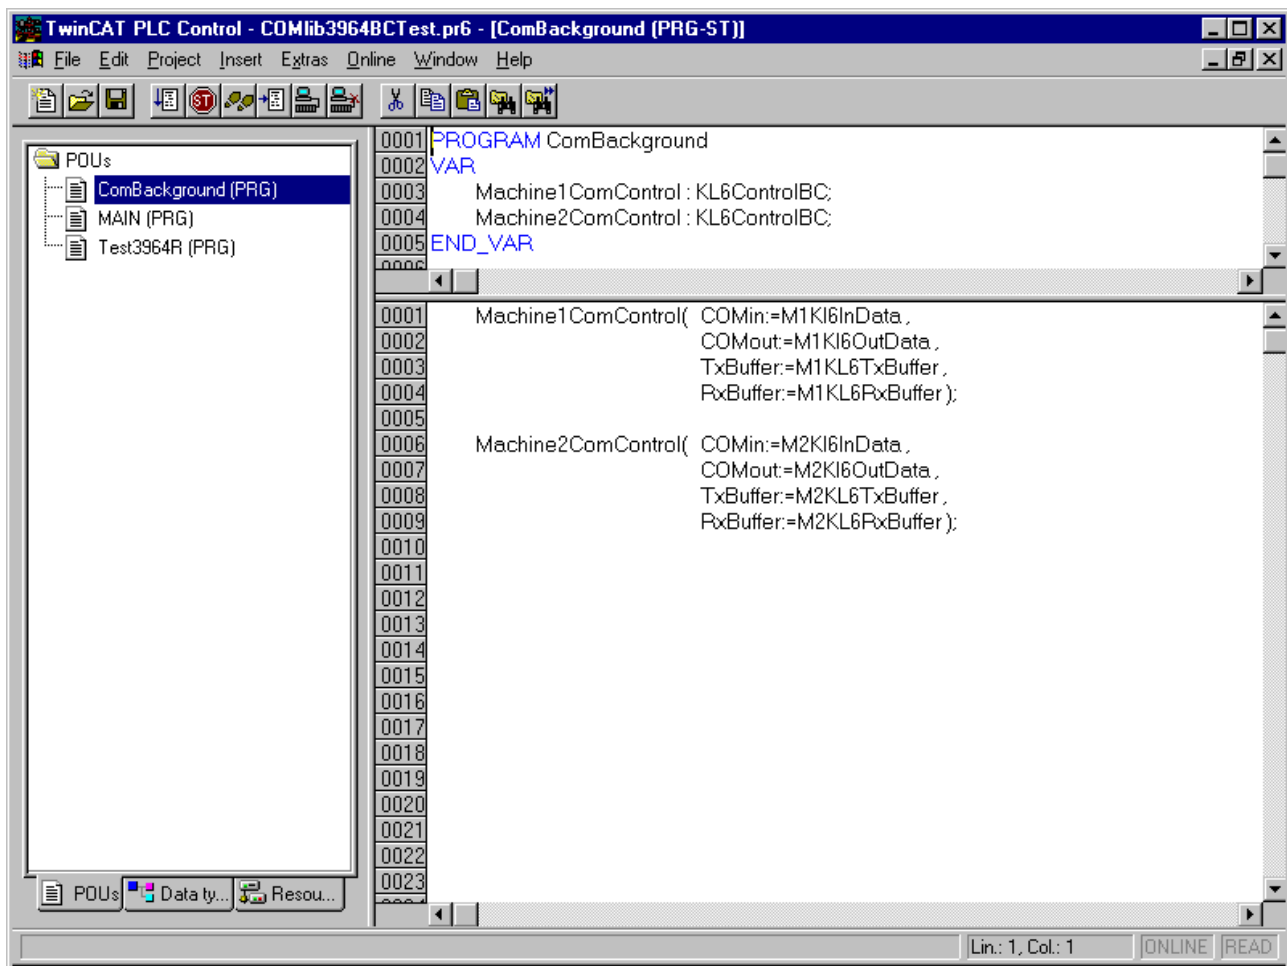 TwinCAT PLC Control - COMlib3964BCTest.pr6 - [ComBackground (PRG-ST)]
File Edit Project Insert Extras Online Window Help
ST
POUs
ComBackground (PRG)
MAIN (PRG)
Test3964R (PRG)
0001 PROGRAM ComBackground
0002 VAR
0003 Machine1ComControl : KL6ControlBC;
0004 Machine2ComControl : KL6ControlBC;
0005 END_VAR
0006
0001 Machine1ComControl( COMin:=M1Kl6InData,
0002 COMout:=M1Kl6OutData,
0003 TxBuffer:=M1KL6TxBuffer,
0004 RxBuffer:=M1KL6RxBuffer);
0005
0006 Machine2ComControl( COMin:=M2Kl6InData,
0007 COMout:=M2Kl6OutData,
0008 TxBuffer:=M2KL6TxBuffer,
0009 RxBuffer:=M2KL6RxBuffer);
0010
0011
0012
0013
0014
0015
0016
0017
0018
0019
0020
0021
0022
0023
POUs Data ty... Resou...
Lin.: 1, Col.: 1 ONLINE READ